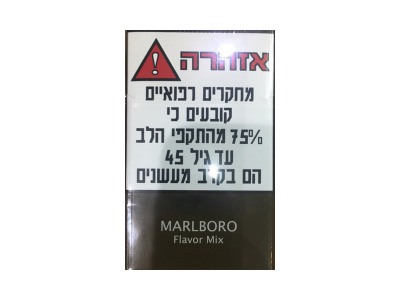 אזהרה
מחקרים רפואיים
קובעים כי
75% מהתקפי הלב
עד גיל 45
הם בקרב מעשנים
MARLBORO
Flavor Mix